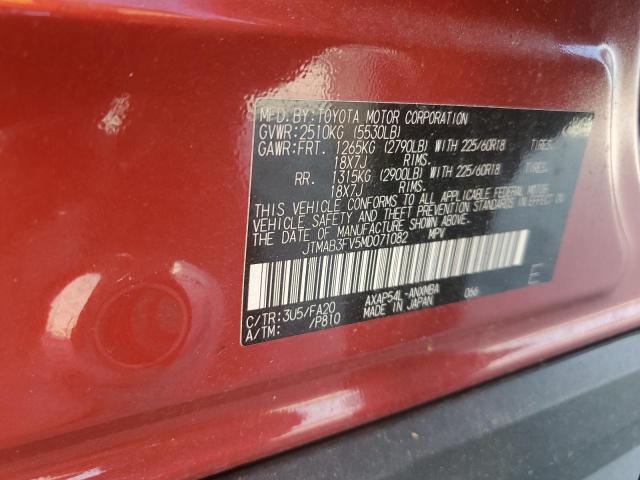 MFD. BY: TOYOTA MOTOR CORPORATION
GVWR: 2510KG (5530LB)
GAWR: FRT. 1265KG (2790LB) WITH 225/60R18 TIRES,
18X7J RIMS.
RR. 1315KG (2900LB) WITH 225/60R18 TIRES,
18X7J RIMS.
THIS VEHICLE CONFORMS TO ALL APPLICABLE FEDERAL MOTOR
VEHICLE SAFETY AND THEFT PREVENTION STANDARDS IN EFFECT ON
THE DATE OF MANUFACTURE SHOWN ABOVE.
JTMAB3FV5MD071082 MPV
E
C/TR: 3U5/FA20 AXAP54L-ANXMBA 066
A/TM: /P810 MADE IN JAPAN